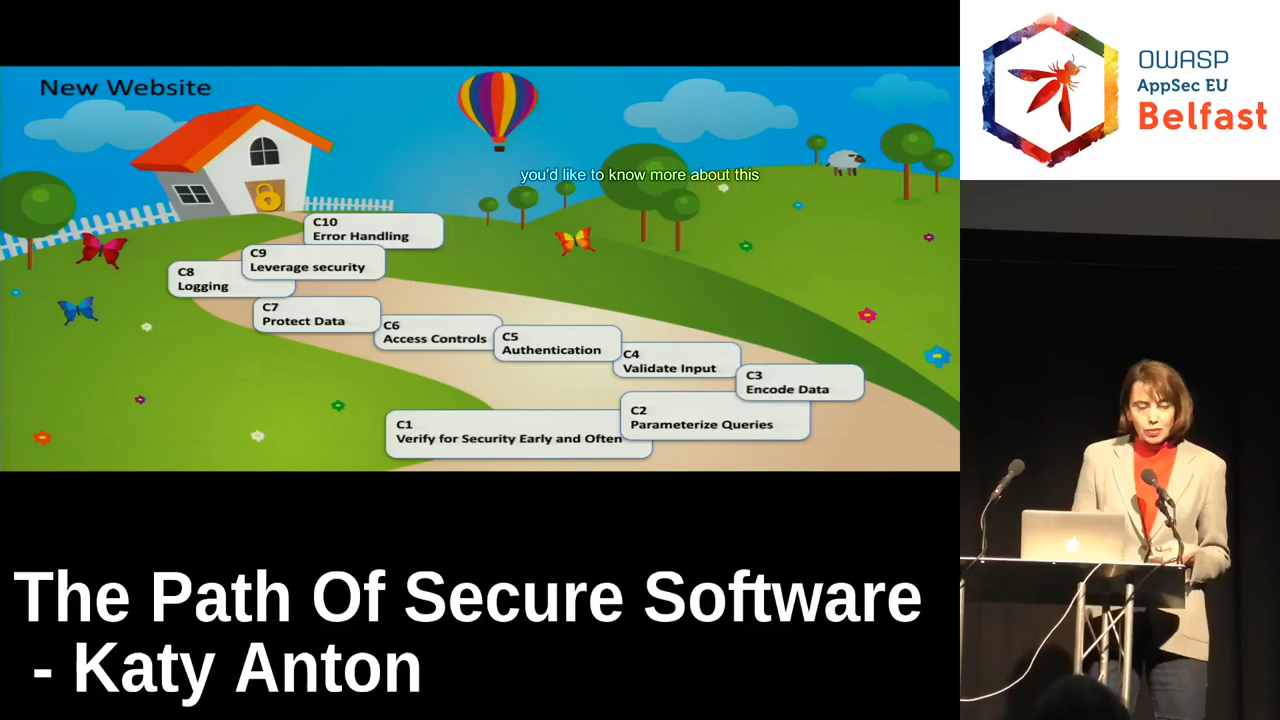 New Website
you'd like to know more about this
C10
Error Handling
C9
Leverage security
C8
Logging
C7
Protect Data
C6
Access Controls
C5
Authentication
C4
Validate Input
C3
Encode Data
C2
Parameterize Queries
C1
Verify for Security Early and Often
OWASP
AppSec EU
Belfast
The Path Of Secure Software
- Katy Anton